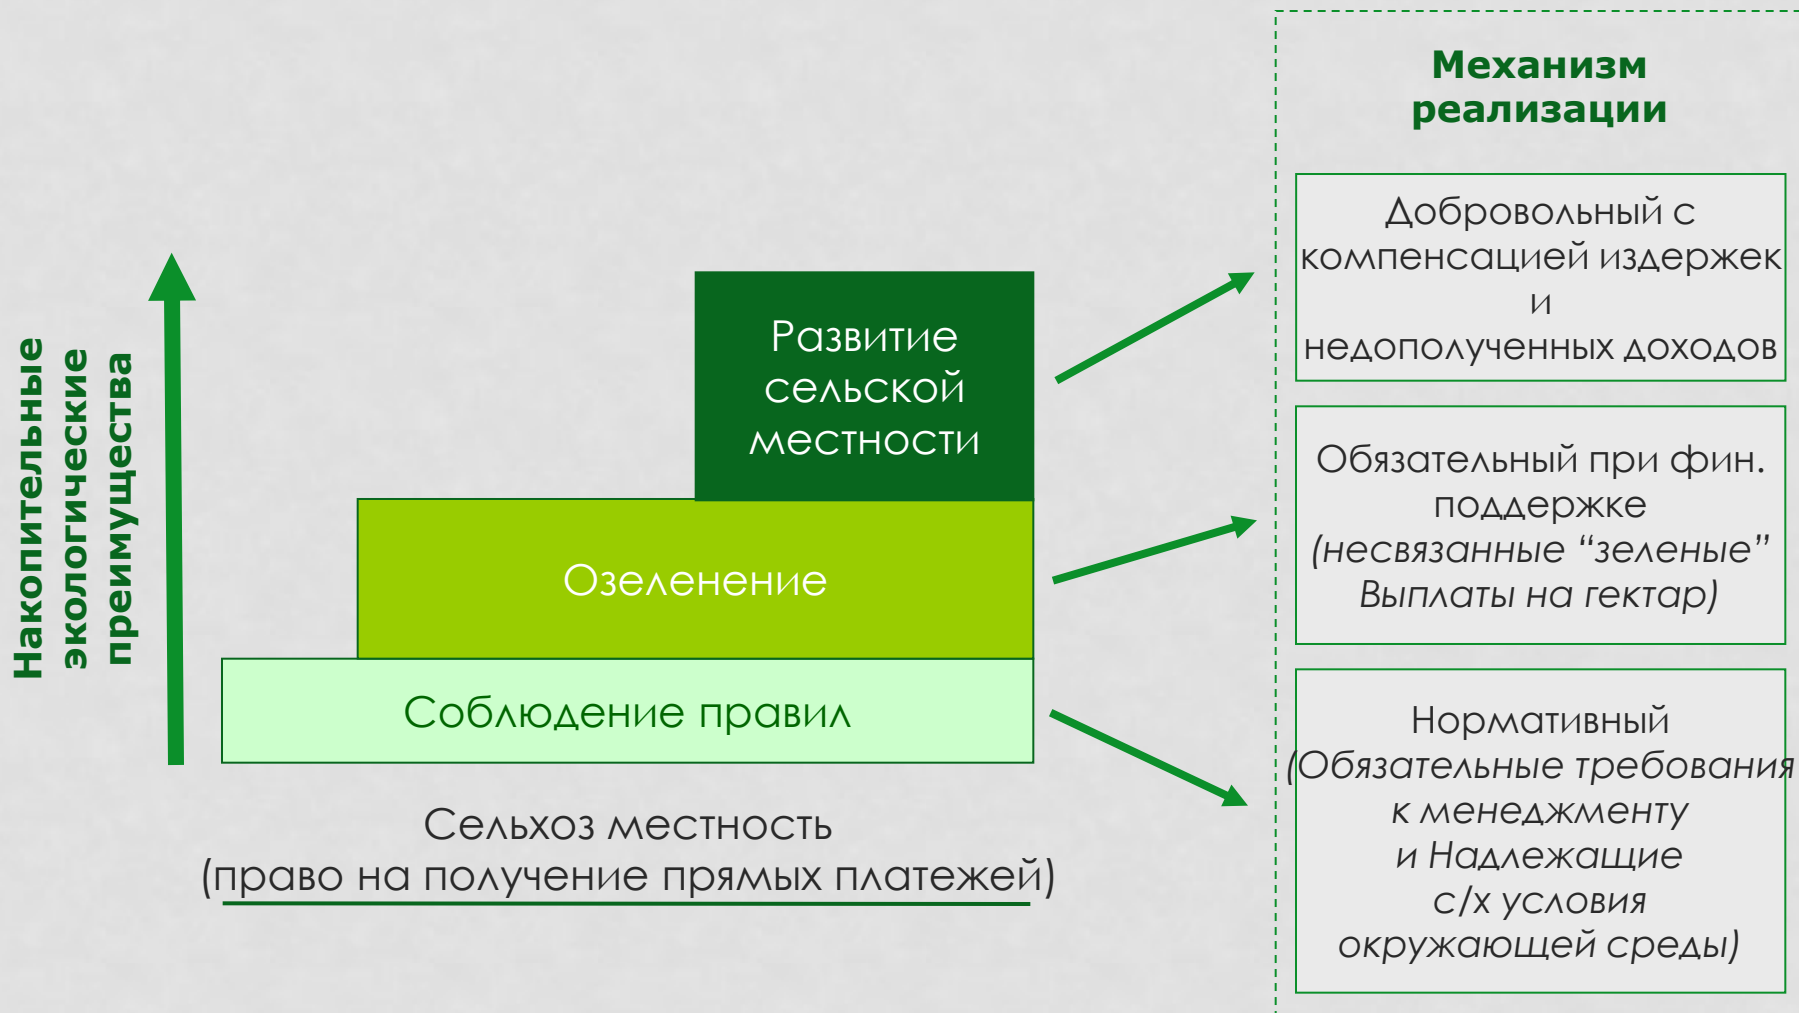 Механизм
реализации
Добровольный с
компенсацией издержек
и
недополученных доходов
Накопительные
экологические
преимущества
Развитие
сельской
местности
Обязательный при фин.
поддержке
(несвязанные “зеленые”
Выплаты на гектар)
Озеленение
Соблюдение правил
Нормативный
(Обязательные требования
к менеджменту
и Надлежащие
с/х условия
окружающей среды)
Сельхоз местность
(право на получение прямых платежей)